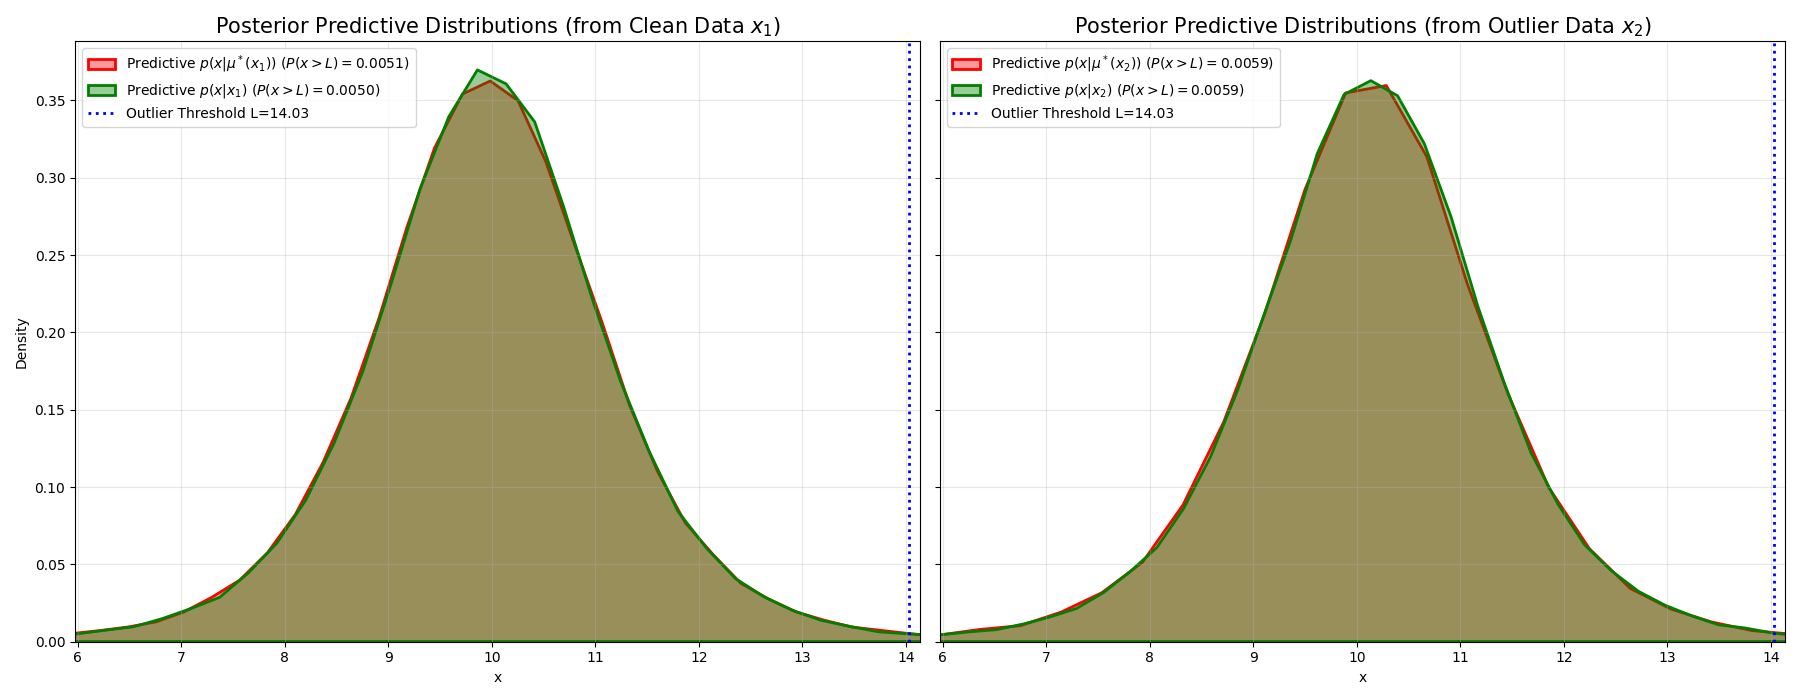 Posterior Predictive Distributions (from Clean Data x₁)
Predictive p(x|μ*(x₁)) (P(x > L) = 0.0051)
Predictive p(x|x₁) (P(x > L) = 0.0050)
Outlier Threshold L=14.03
Density
0.35
0.30
0.25
0.20
0.15
0.10
0.05
0.00
6 7 8 9 10 11 12 13 14
x
Posterior Predictive Distributions (from Outlier Data x₂)
Predictive p(x|μ*(x₂)) (P(x > L) = 0.0059)
Predictive p(x|x₂) (P(x > L) = 0.0059)
Outlier Threshold L=14.03
6 7 8 9 10 11 12 13 14
x